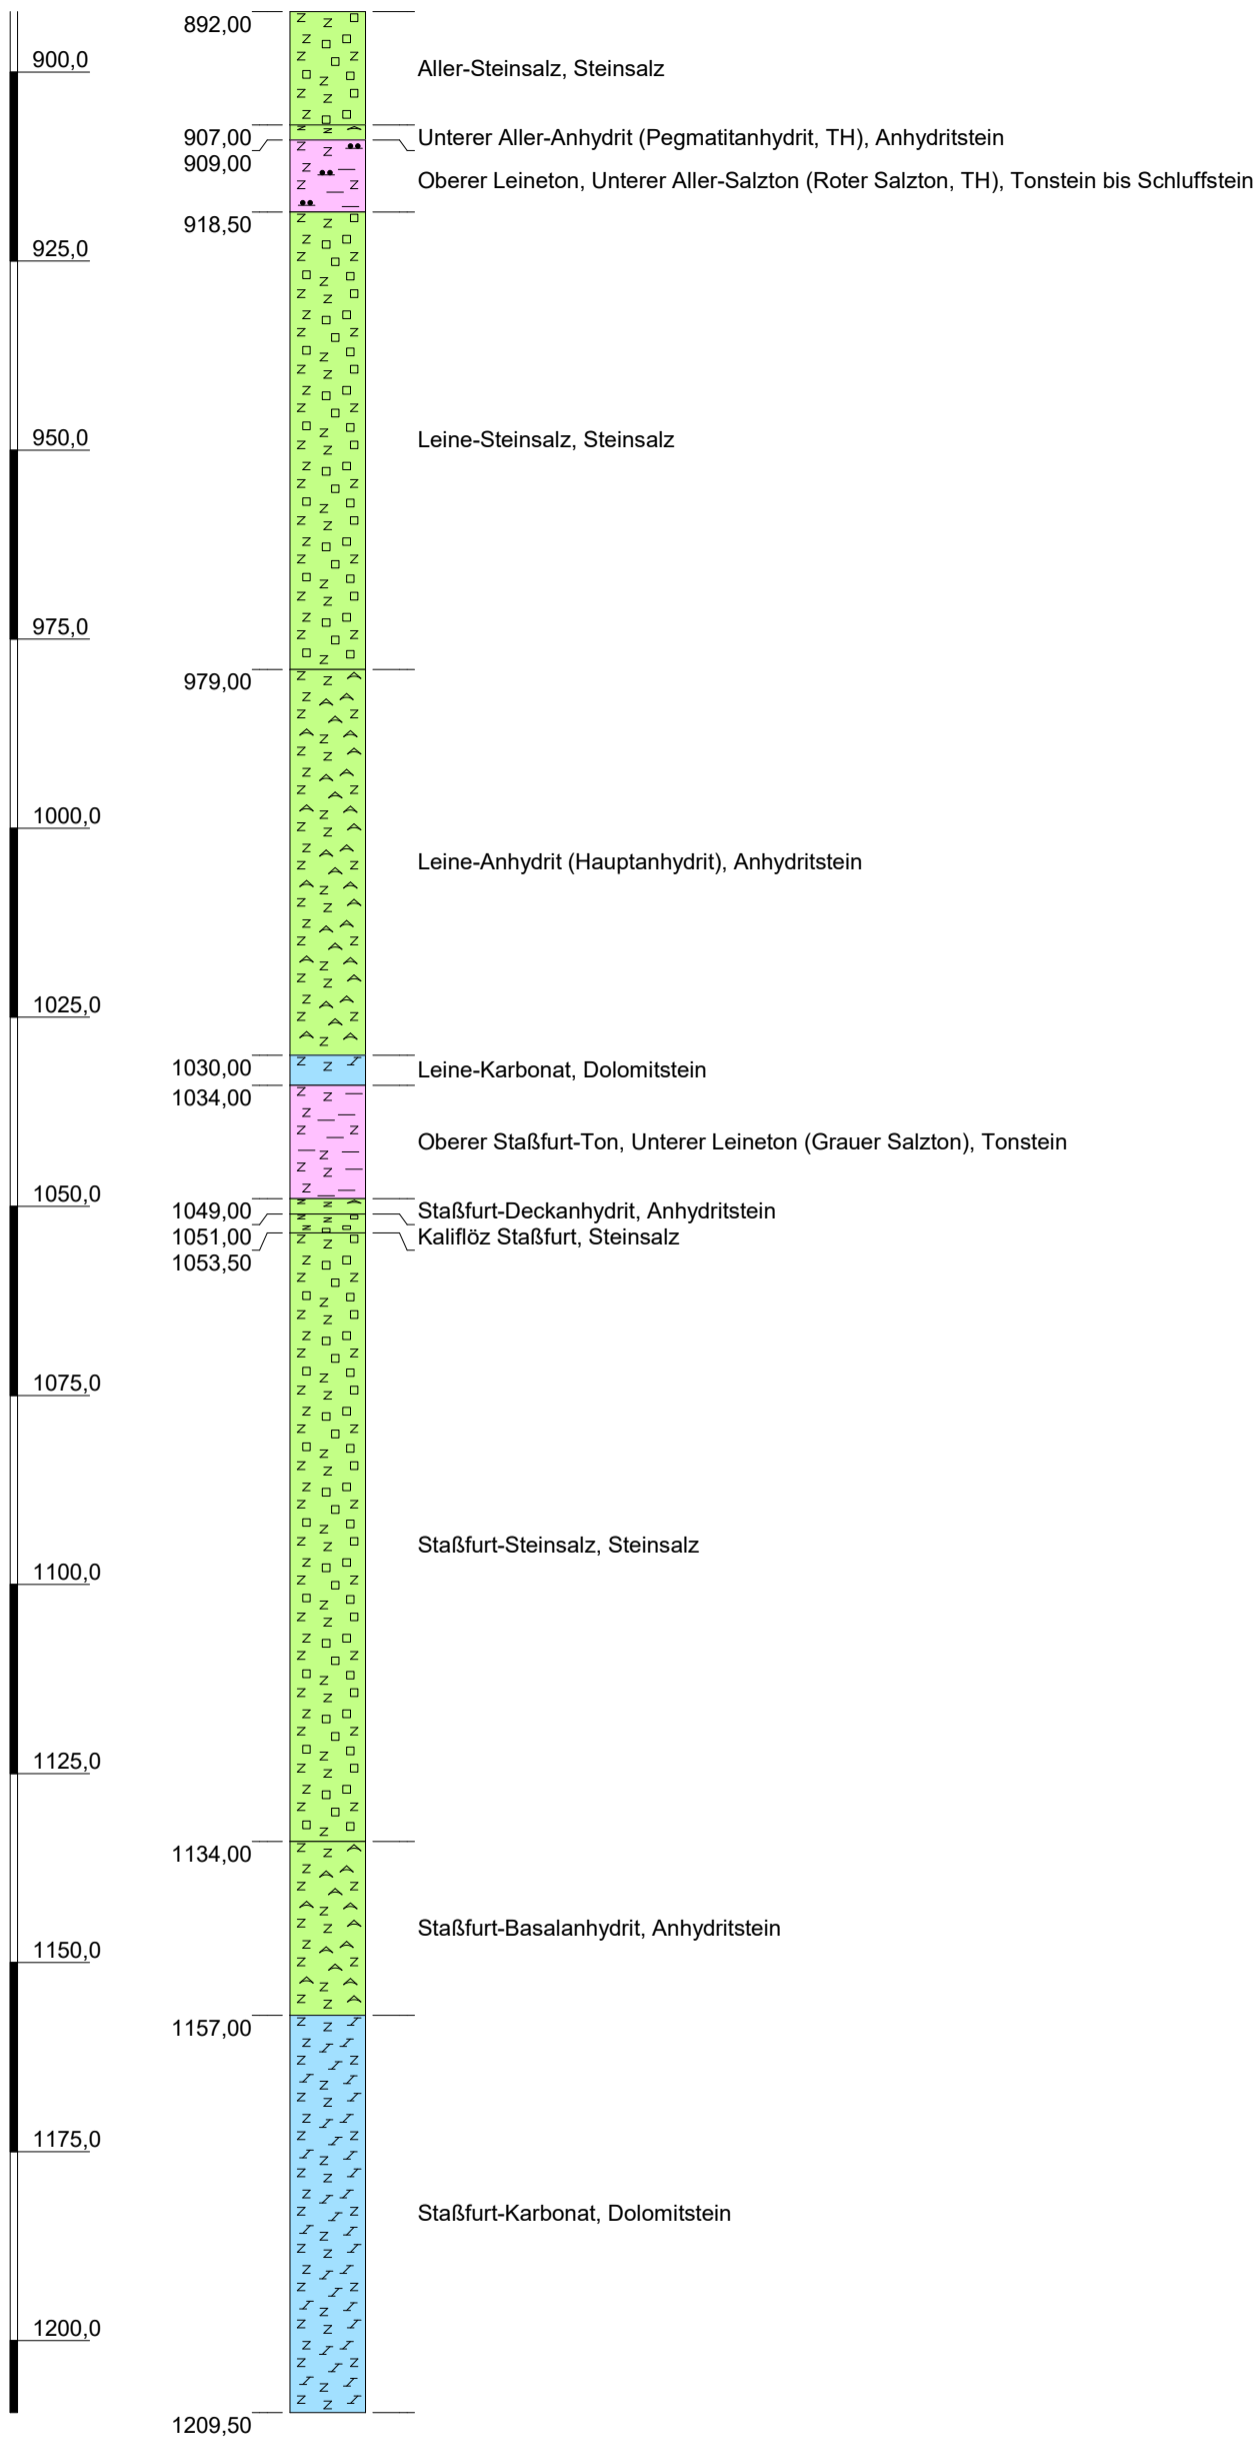 892,00
900,0
Aller-Steinsalz, Steinsalz
907,00
Unterer Aller-Anhydrit (Pegmatitanhydrit, TH), Anhydritstein
909,00
Oberer Leineton, Unterer Aller-Salzton (Roter Salzton, TH), Tonstein bis Schluffstein
918,50
925,0
950,0
Leine-Steinsalz, Steinsalz
975,0
979,00
1000,0
Leine-Anhydrit (Hauptanhydrit), Anhydritstein
1025,0
1030,00
Leine-Karbonat, Dolomitstein
1034,00
Oberer Staßfurt-Ton, Unterer Leineton (Grauer Salzton), Tonstein
1050,0
1049,00
Staßfurt-Deckanhydrit, Anhydritstein
1051,00
Kaliflöz Staßfurt, Steinsalz
1053,50
1075,0
Staßfurt-Steinsalz, Steinsalz
1100,0
1125,0
1134,00
Staßfurt-Basalanhydrit, Anhydritstein
1150,0
1157,00
1175,0
Staßfurt-Karbonat, Dolomitstein
1200,0
1209,50